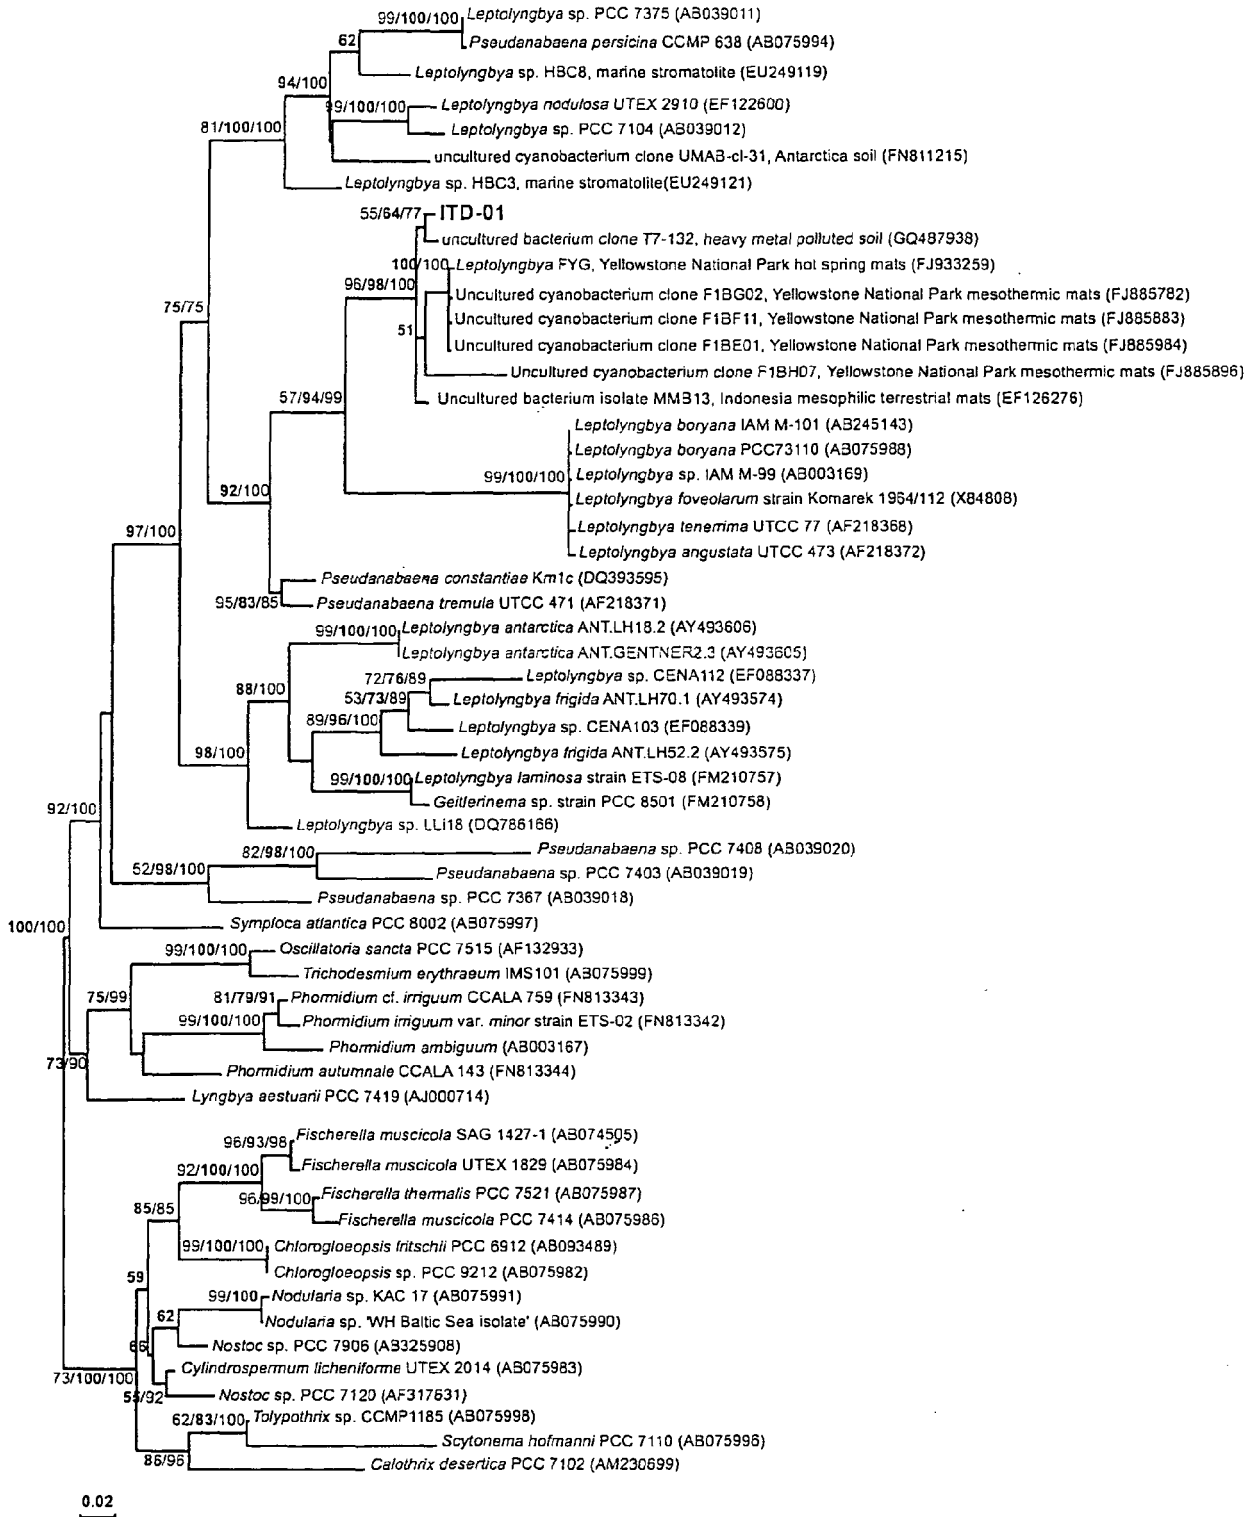 99/100/100 Leptolyngbya sp. PCC 7375 (AB039011)
62 Pseudanabaena persicina CCMP 638 (AB075994)
Leptolyngbya sp. HBC8, marine stromatolite (EU249119)
94/100
99/100/100 Leptolyngbya nodulosa UTEX 2910 (EF122600)
81/100/100 Leptolyngbya sp. PCC 7104 (AB039012)
uncultured cyanobacterium clone UMAB-cl-31, Antarctica soil (FN811215)
Leptolyngbya sp. HBC3, marine stromatolite(EU249121)
55/64/77 ITD-01
uncultured bacterium clone T7-132, heavy metal polluted soil (GQ487938)
100/100 Leptolyngbya FYG, Yellowstone National Park hot spring mats (FJ933259)
96/98/100
Uncultured cyanobacterium clone F1BG02, Yellowstone National Park mesothermic mats (FJ885782)
75/75
Uncultured cyanobacterium clone F1BF11, Yellowstone National Park mesothermic mats (FJ885883)
51
Uncultured cyanobacterium clone F1BE01, Yellowstone National Park mesothermic mats (FJ885984)
Uncultured cyanobacterium clone F1BH07, Yellowstone National Park mesothermic mats (FJ885896)
57/94/99 Uncultured bacterium isolate MMB13, Indonesia mesophilic terrestrial mats (EF126276)
Leptolyngbya boryana IAM M-101 (AB245143)
Leptolyngbya boryana PCC73110 (AB075988)
99/100/100 Leptolyngbya sp. IAM M-99 (AB003169)
92/100 Leptolyngbya foveolarum strain Komarek 1964/112 (X84808)
97/100 Leptolyngbya tenerrima UTCC 77 (AF218368)
Leptolyngbya angustata UTCC 473 (AF218372)
Pseudanabaena constantiae Km1c (DQ393595)
95/83/85 Pseudanabaena tremula UTCC 471 (AF218371)
99/100/100 Leptolyngbya antarctica ANT.LH18.2 (AY493606)
Leptolyngbya antarctica ANT.GENTNER2.3 (AY493605)
72/76/89 Leptolyngbya sp. CENA112 (EF088337)
88/100 53/73/89 Leptolyngbya frigida ANT.LH70.1 (AY493574)
89/96/100 Leptolyngbya sp. CENA103 (EF088339)
98/100 Leptolyngbya frigida ANT.LH52.2 (AY493575)
99/100/100 Leptolyngbya laminosa strain ETS-08 (FM210757)
Geitlerinema sp. strain PCC 8501 (FM210758)
92/100 Leptolyngbya sp. LLi18 (DQ786166)
82/98/100 Pseudanabaena sp. PCC 7408 (AB039020)
52/98/100 Pseudanabaena sp. PCC 7403 (AB039019)
Pseudanabaena sp. PCC 7367 (AB039018)
100/100 Symploca atlantica PCC 8002 (AB075997)
99/100/100 Oscillatoria sancta PCC 7515 (AF132933)
Trichodesmium erythraeum IMS101 (AB075999)
75/99 81/79/91 Phormidium cf. irriguum CCALA 759 (FN813343)
99/100/100 Phormidium irriguum var. minor strain ETS-02 (FN813342)
Phormidium ambiguum (AB003167)
73/90 Phormidium autumnale CCALA 143 (FN813344)
Lyngbya aestuarii PCC 7419 (AJ000714)
96/93/98 Fischerella muscicola SAG 1427-1 (AB074505)
92/100/100 Fischerella muscicola UTEX 1829 (AB075984)
96/99/100 Fischerella thermalis PCC 7521 (AB075987)
85/85 Fischerella muscicola PCC 7414 (AB075986)
99/100/100 Chlorogloeopsis fritschii PCC 6912 (AB093489)
59 Chlorogloeopsis sp. PCC 9212 (AB075982)
99/100 Nodularia sp. KAC 17 (AB075991)
62 Nodularia sp. 'WH Baltic Sea isolate' (AB075990)
66 Nostoc sp. PCC 7906 (AB325908)
73/100/100 Cylindrospermum licheniforme UTEX 2014 (AB075983)
55/92 Nostoc sp. PCC 7120 (AF317631)
62/83/100 Tolypothrix sp. CCMP1185 (AB075998)
Scytonema hofmanni PCC 7110 (AB075996)
86/96 Calothrix desertica PCC 7102 (AM230699)
0.02